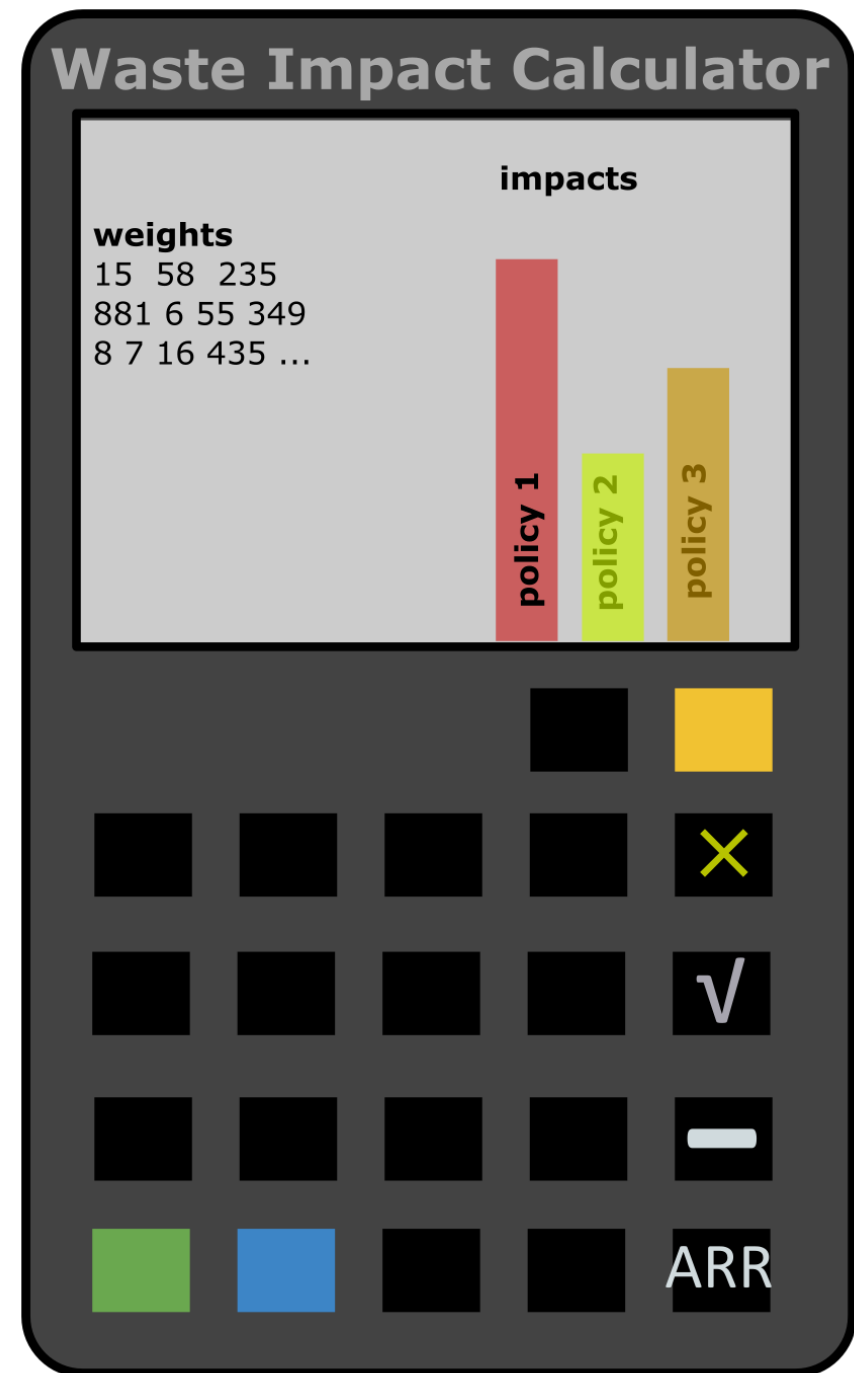 Waste Impact Calculator
impacts
weights
15 58 235
881 6 55 349
8 7 16 435 ...
policy 1
policy 2
policy 3
×
√
-
ARR